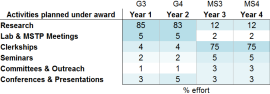 G3 G4 MS3 MS4
Activities planned under award Year 1 Year 2 Year 3 Year 4
Research 85 83 12 12
Lab & MSTP Meetings 5 5 2 2
Clerkships 4 4 75 75
Seminars 2 2 5 5
Committees & Outreach 1 1 3 3
Conferences & Presentations 3 5 3 3
% effort